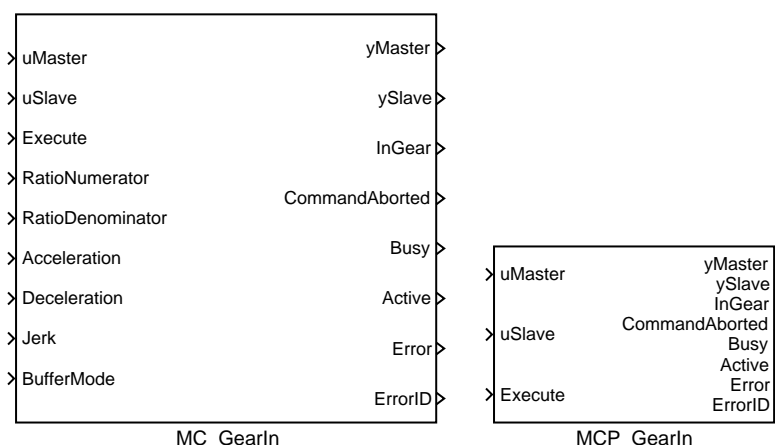 uMaster
uSlave
Execute
RatioNumerator
RatioDenominator
Acceleration
Deceleration
Jerk
BufferMode
yMaster
ySlave
InGear
CommandAborted
Busy
Active
Error
ErrorID
MC_GearIn
uMaster
uSlave
Execute
yMaster
ySlave
InGear
CommandAborted
Busy
Active
Error
ErrorID
MCP_GearIn